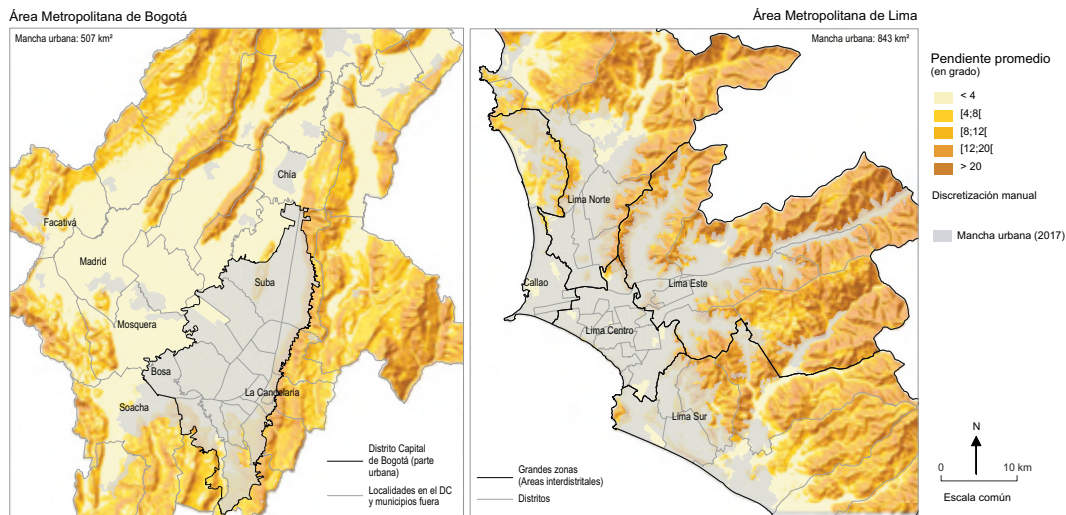 Área Metropolitana de Bogotá
Mancha urbana: 507 km²
Chía
Facativá
Madrid
Suba
Mosquera
Bosa
La Candelaria
Soacha
Distrito Capital
de Bogotá (parte
urbana)
Localidades en el DC
y municipios fuera
Área Metropolitana de Lima
Mancha urbana: 843 km²
Lima Norte
Callao
Lima Este
Lima Centro
Lima Sur
Grandes zonas
(Areas interdistritales)
Distritos
Pendiente promedio
(en grado)
< 4
[4;8[
[8;12[
[12;20[
> 20
Discretización manual
Mancha urbana (2017)
N
0 10 km
Escala común